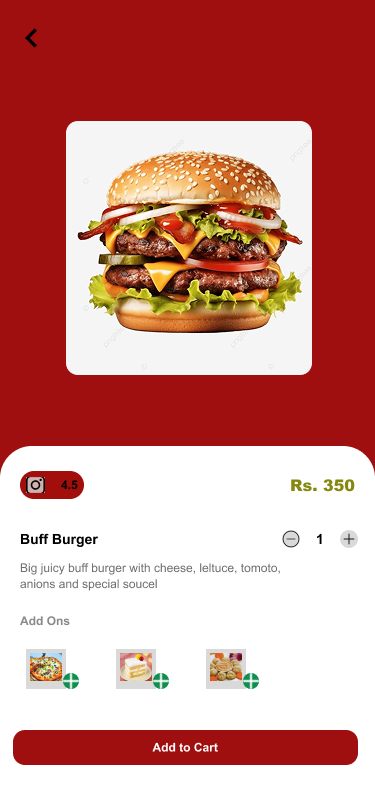 4.5
Rs. 350
Buff Burger
1
Big juicy buff burger with cheese, leltuce, tomoto,
anions and special soucel
Add Ons
Add to Cart